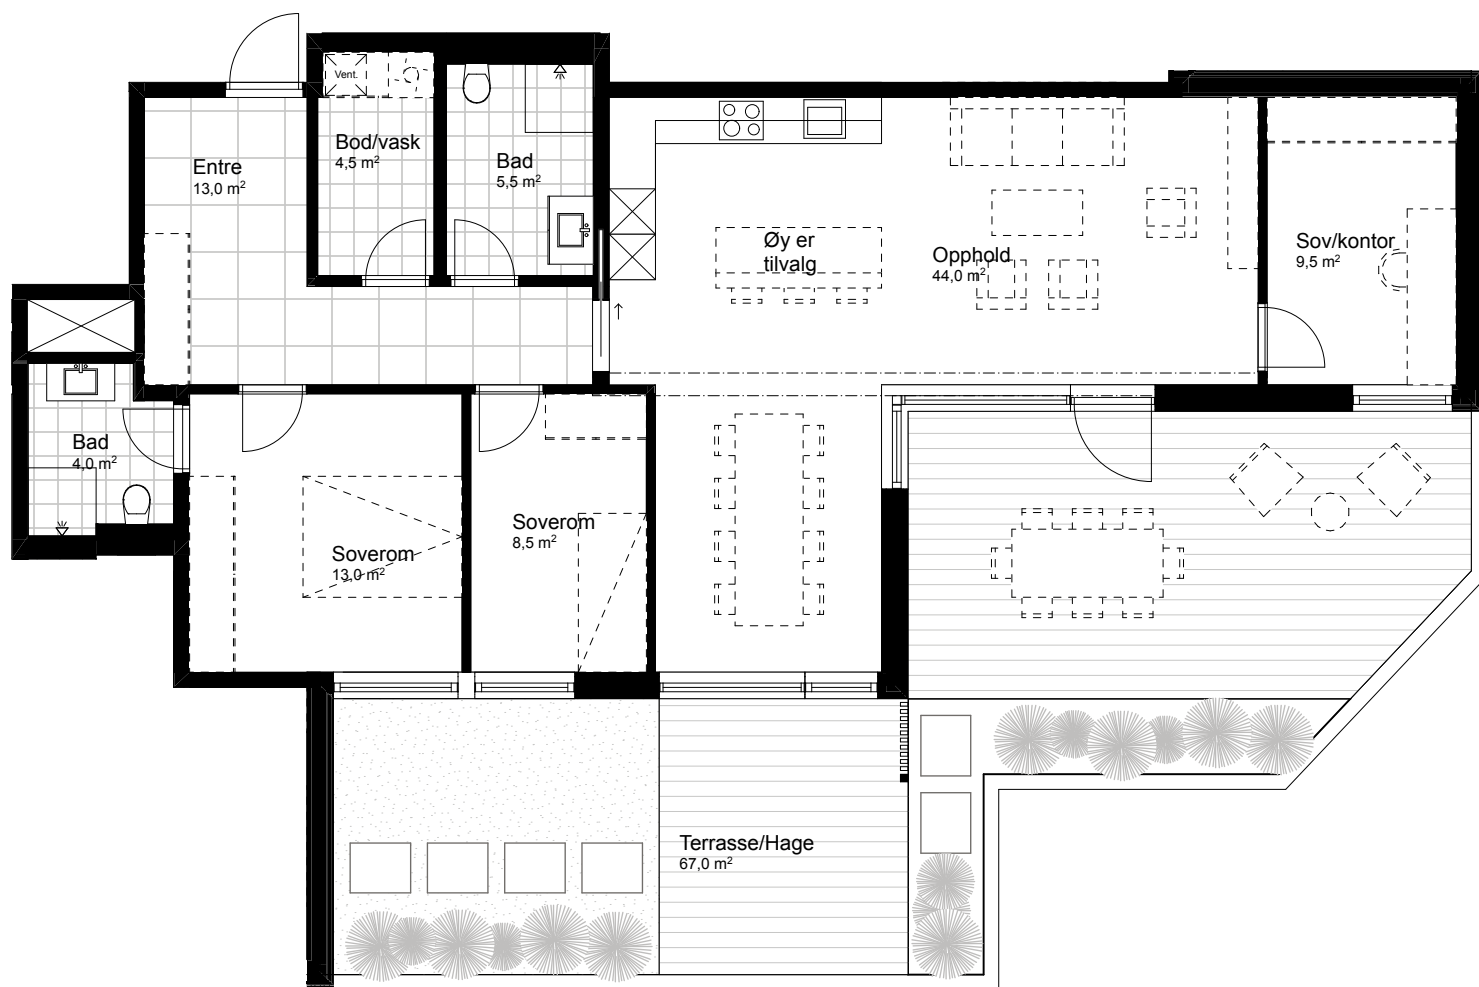 Vent.
Bod/vask
4,5 m²
Bad
5,5 m²
Entre
13,0 m²
Øy er
tilvalg
Opphold
44,0 m²
Sov/kontor
9,5 m²
Bad
4,0 m²
Soverom
13,0 m²
Soverom
8,5 m²
Terrasse/Hage
67,0 m²